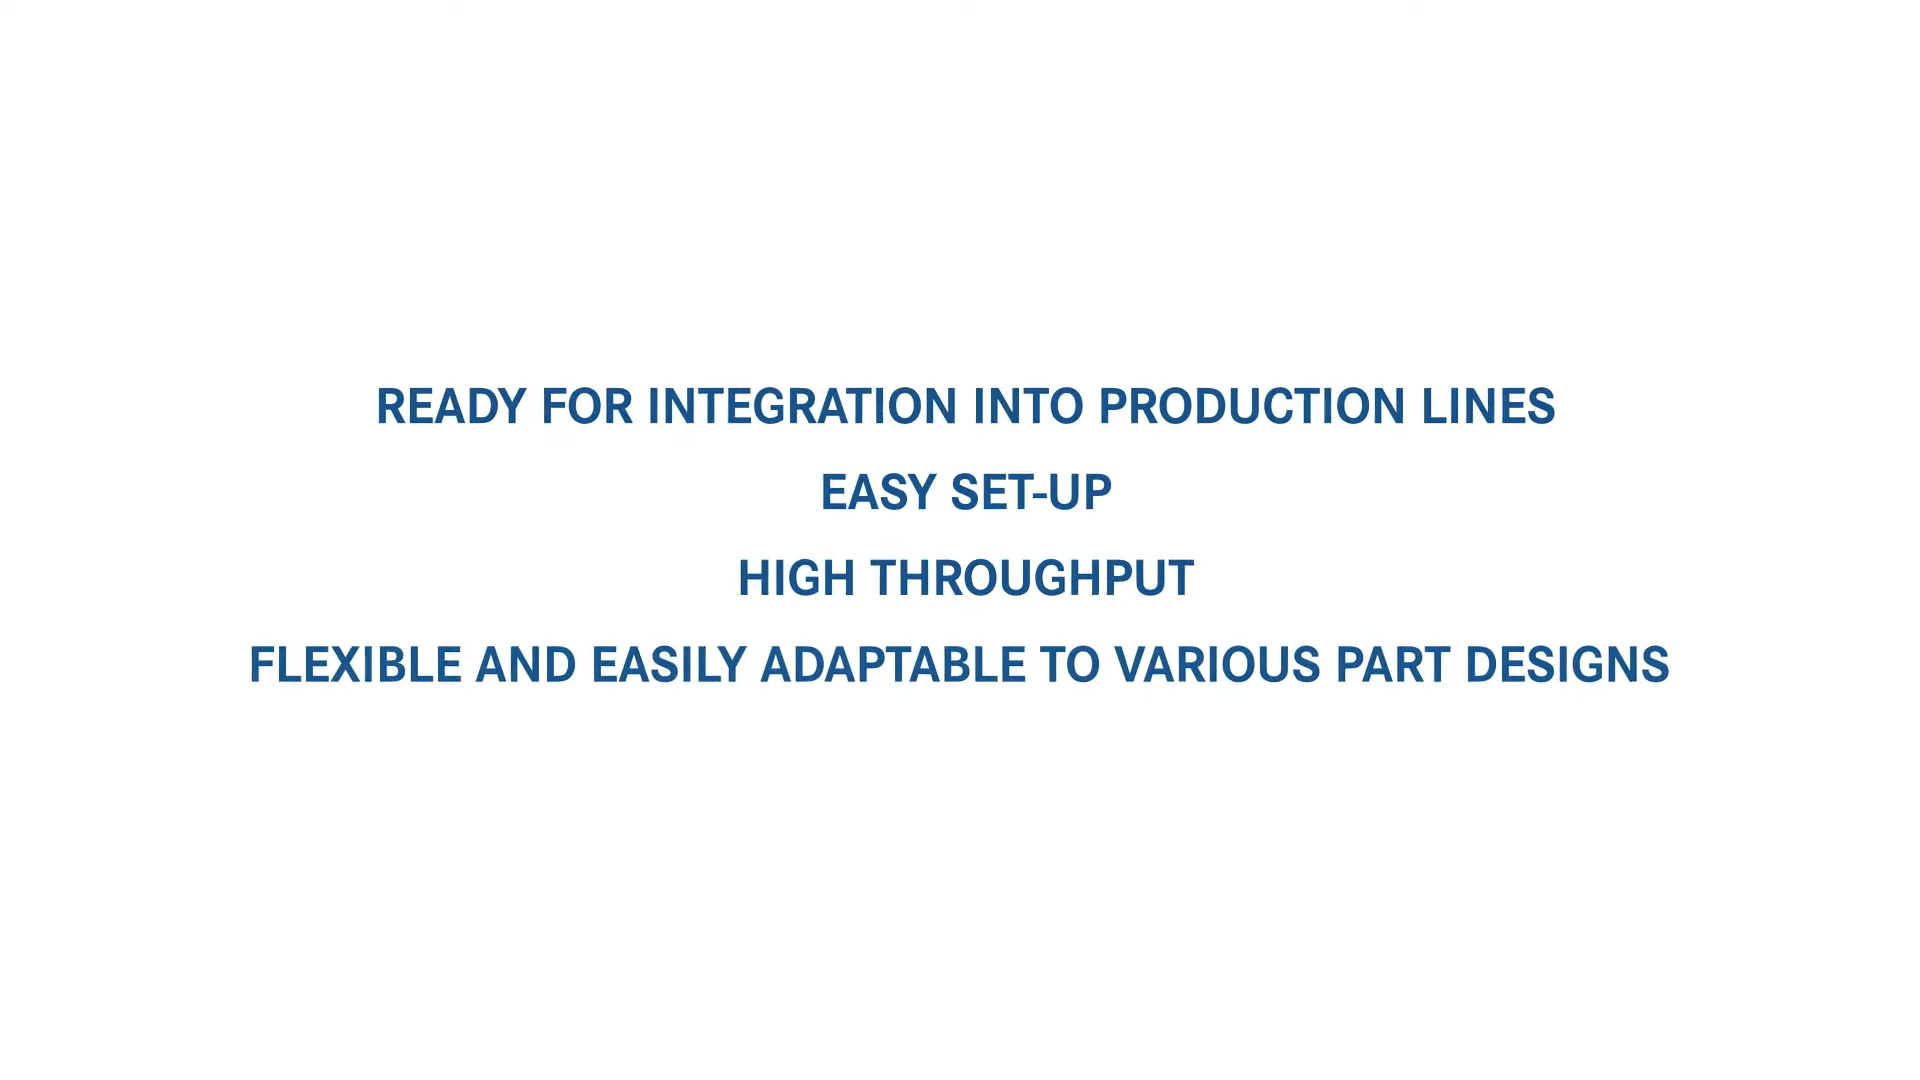 READY FOR INTEGRATION INTO PRODUCTION LINES
EASY SET-UP
HIGH THROUGHPUT
FLEXIBLE AND EASILY ADAPTABLE TO VARIOUS PART DESIGNS